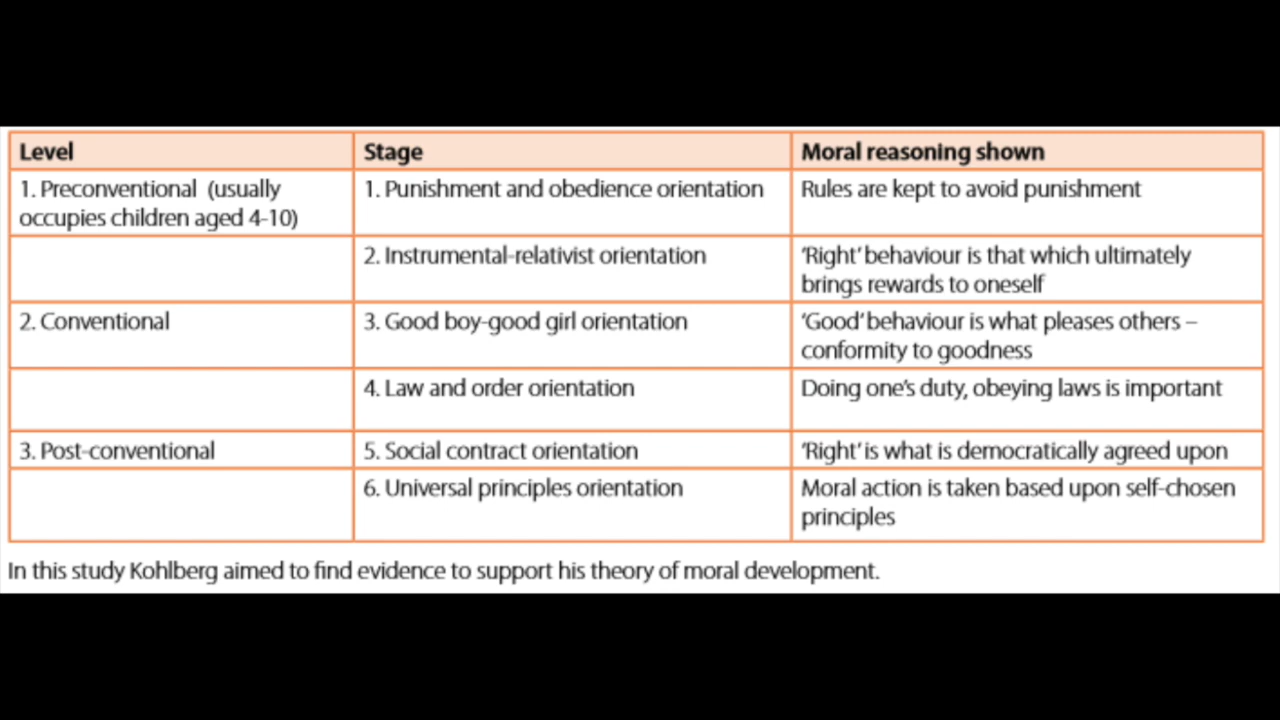 Level Stage Moral reasoning shown
1. Preconventional (usually 1. Punishment and obedience orientation Rules are kept to avoid punishment
occupies children aged 4-10)
2. Instrumental-relativist orientation ‘Right’ behaviour is that which ultimately
brings rewards to oneself
2. Conventional 3. Good boy-good girl orientation ‘Good’ behaviour is what pleases others –
conformity to goodness
4. Law and order orientation Doing one’s duty, obeying laws is important
3. Post-conventional 5. Social contract orientation ‘Right’ is what is democratically agreed upon
6. Universal principles orientation Moral action is taken based upon self-chosen
principles
In this study Kohlberg aimed to find evidence to support his theory of moral development.